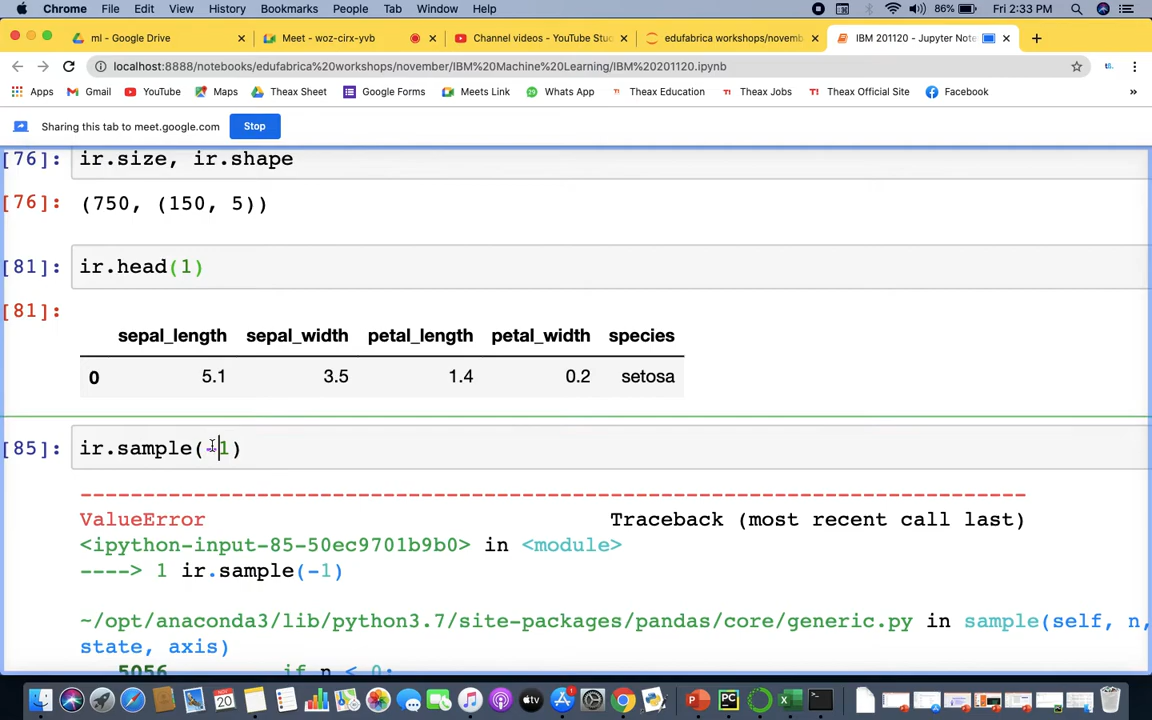 Chrome File Edit View History Bookmarks People Tab Window Help 86% Fri 2:33 PM
ml - Google Drive Meet - woz-cirx-yvb Channel videos - YouTube Stu edufabrica workshops/novemb IBM 201120 - Jupyter Note
localhost:8888/notebooks/edufabrica%20workshops/november/IBM%20Machine%20Learning/IBM%20201120.ipynb
Apps Gmail YouTube Maps Theax Sheet Google Forms Meets Link Whats App Theax Education Theax Jobs Theax Official Site Facebook »
Sharing this tab to meet.google.com Stop
[76]: ir.size, ir.shape
[76]: (750, (150, 5))
[81]: ir.head(1)
[81]:
sepal_length sepal_width petal_length petal_width species
0 5.1 3.5 1.4 0.2 setosa
[85]: ir.sample(-1)
---------------------------------------------------------------------------
ValueError Traceback (most recent call last)
<ipython-input-85-50ec9701b9b0> in <module>
----> 1 ir.sample(-1)
~/opt/anaconda3/lib/python3.7/site-packages/pandas/core/generic.py in sample(self, n,
state, axis)
5056 if n < 0: